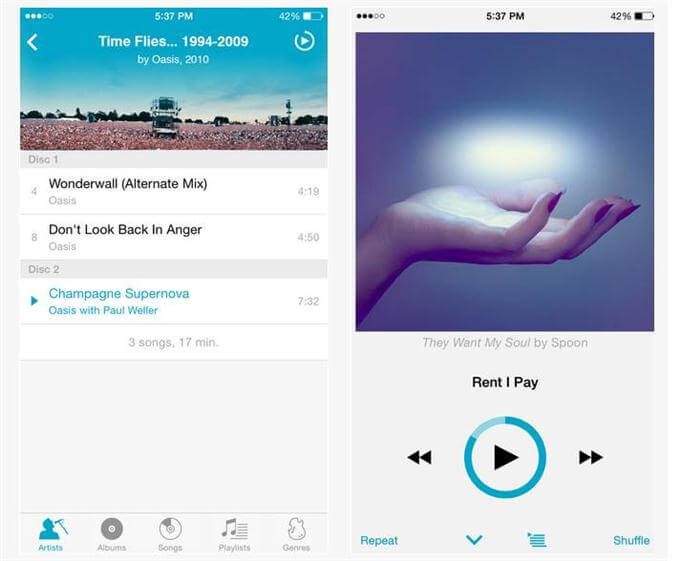 5:37 PM
42%
Time Flies... 1994-2009
by Oasis, 2010
Disc 1
4 Wonderwall (Alternate Mix) 4:19
Oasis
8 Don't Look Back In Anger 4:50
Oasis
Disc 2
Champagne Supernova 7:32
Oasis with Paul Weller
3 songs, 17 min.
Artists Albums Songs Playlists Genres
5:37 PM
42%
They Want My Soul by Spoon
Rent I Pay
Repeat
Shuffle